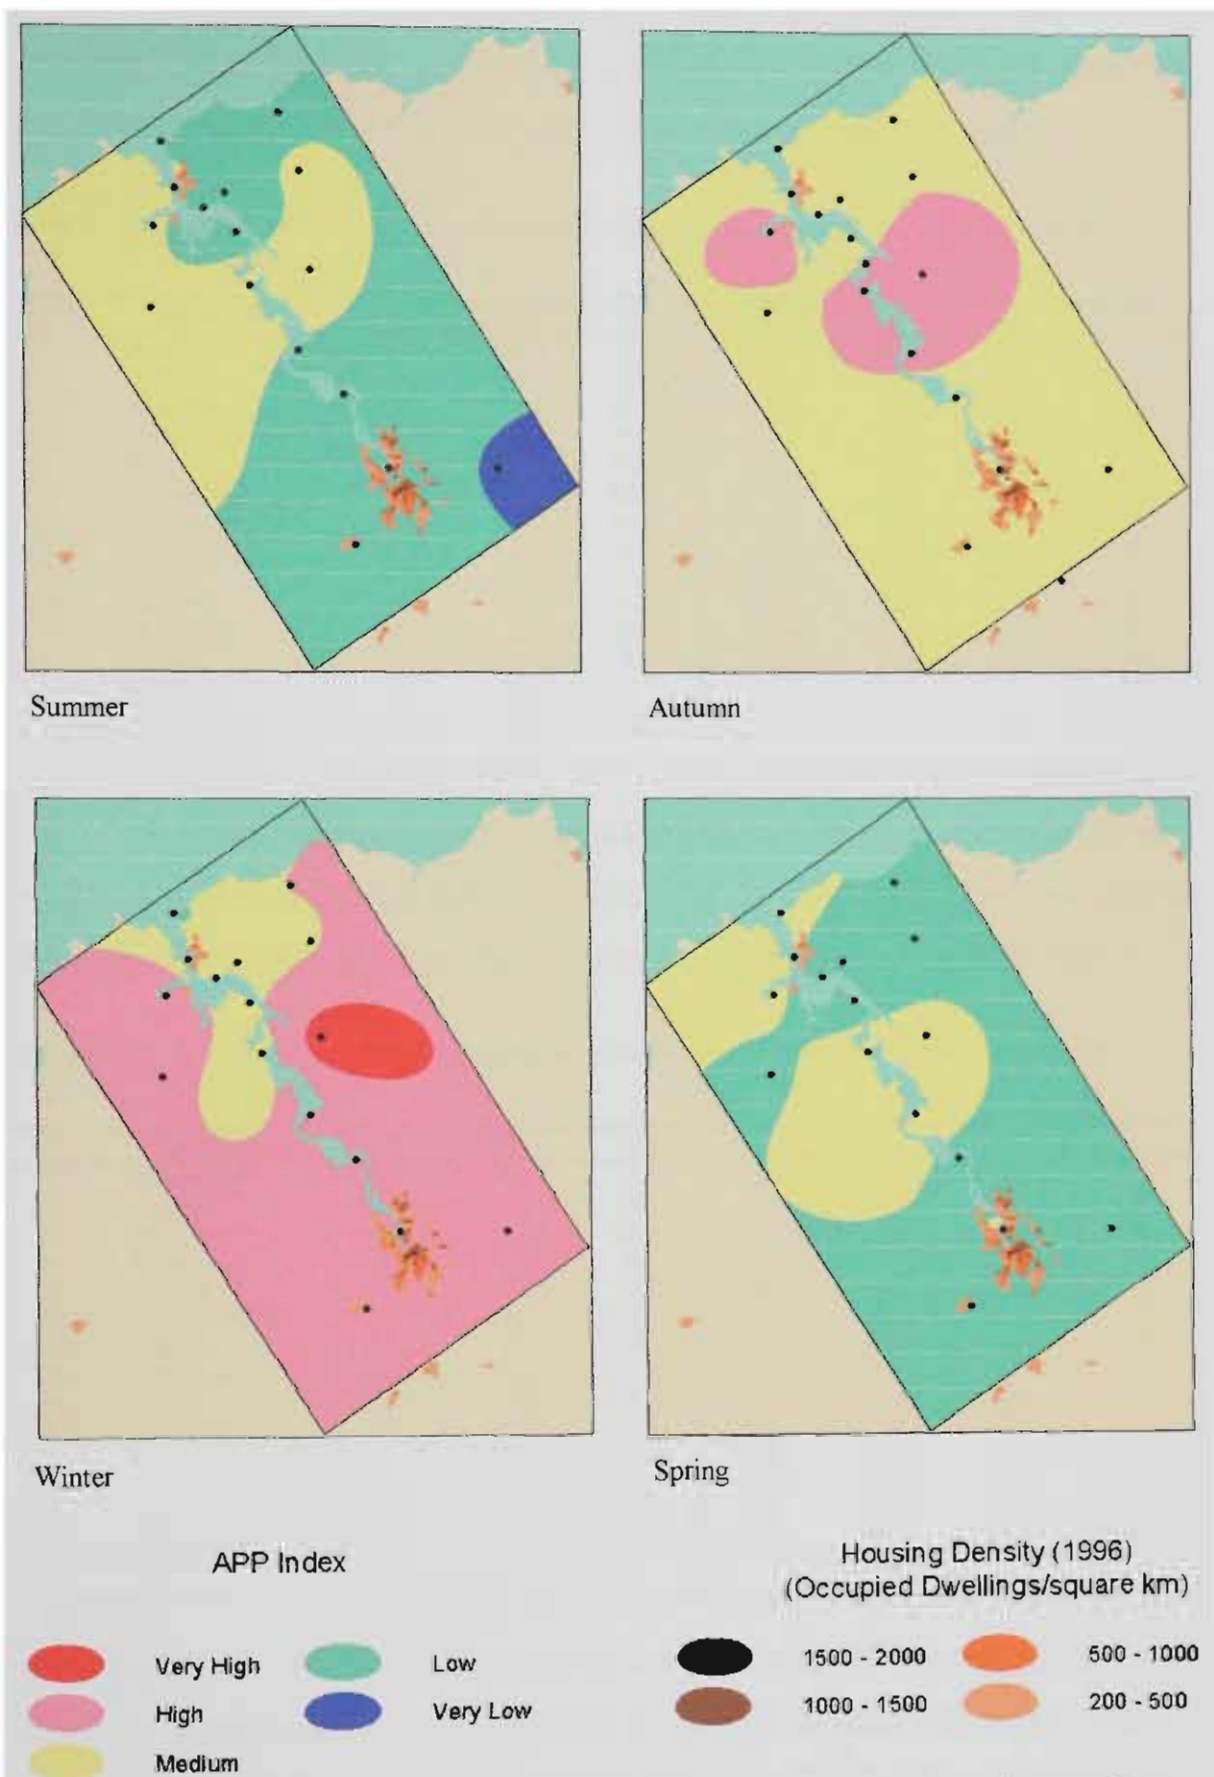 Summer
Autumn
Winter
Spring
APP Index
Very High
High
Medium
Low
Very Low
Housing Density (1996)
(Occupied Dwellings/square km)
1500 - 2000
1000 - 1500
500 - 1000
200 - 500